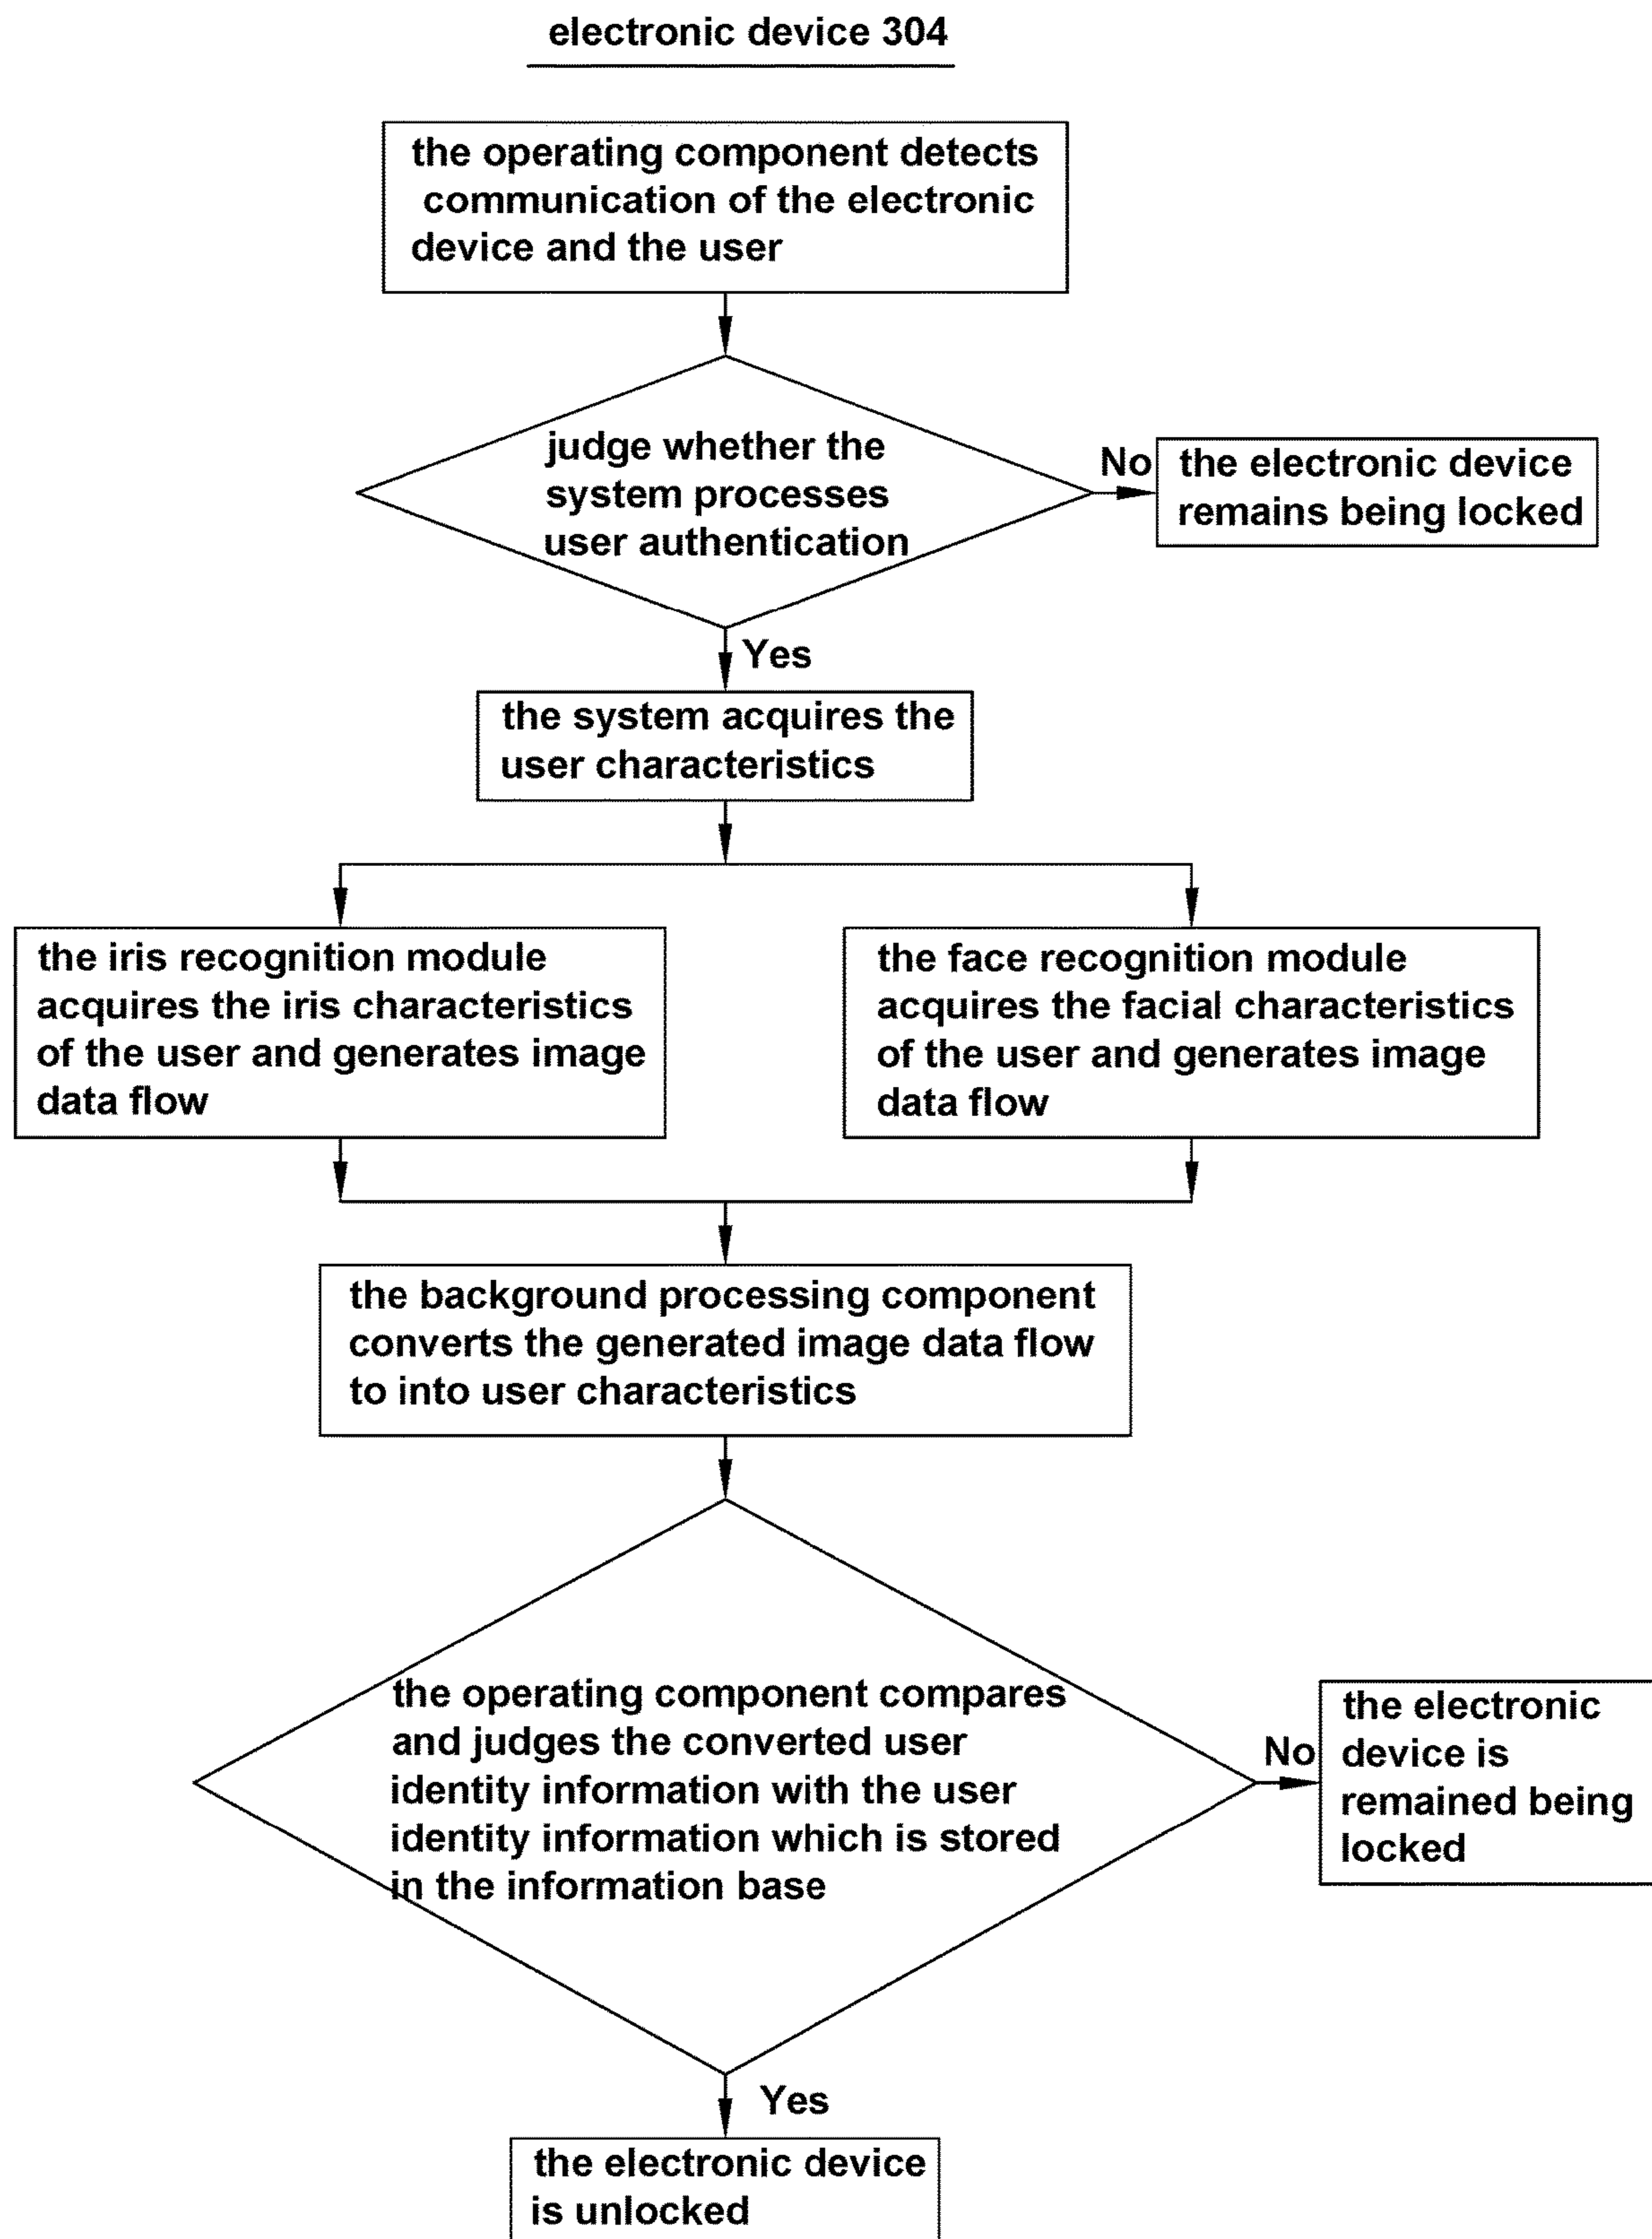 electronic device 304
the operating component detects
communication of the electronic
device and the user
judge whether the
system processes
user authentication
No
the electronic device
remains being locked
Yes
the system acquires the
user characteristics
the iris recognition module
acquires the iris characteristics
of the user and generates image
data flow
the face recognition module
acquires the facial characteristics
of the user and generates image
data flow
the background processing component
converts the generated image data flow
to into user characteristics
the operating component compares
and judges the converted user
identity information with the user
identity information which is stored
in the information base
No
the electronic
device is
remained being
locked
Yes
the electronic device
is unlocked